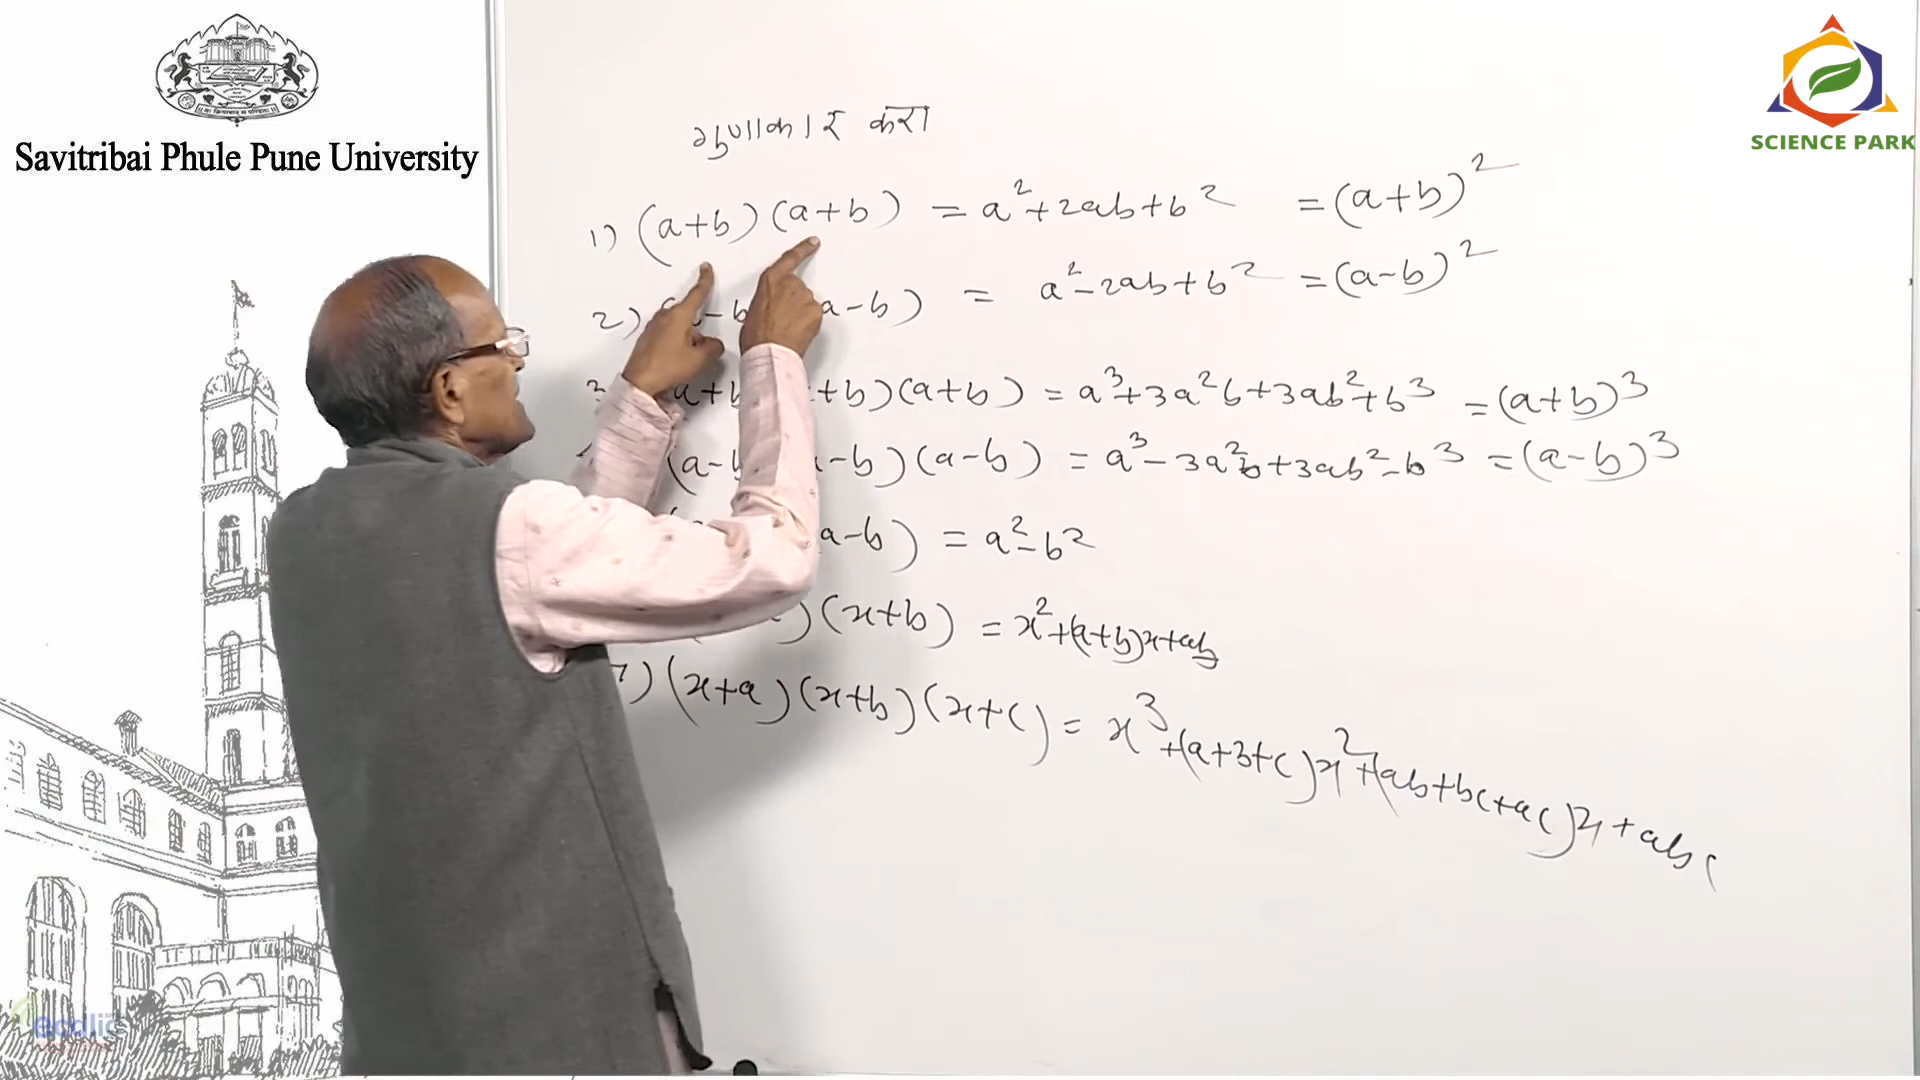 Savitribai Phule Pune University
SCIENCE PARK
गुणाकार करा
1) (a+b) (a+b) = a²+2ab+b² = (a+b)²
2) a-b) = a²-2ab+b² = (a-b)²
a+b +b)(a+b) = a³+3a²b+3ab²+b³ = (a+b)³
(a-b -b)(a-b) = a³-3a²b+3ab²-b³ = (a-b)³
a-b) = a²-b²
)(x+b) = x²+(a+b)x+ab
7) (x+a)(x+b)(x+c) = x³+(a+b+c)x²+(ab+bc+ac)x+abc